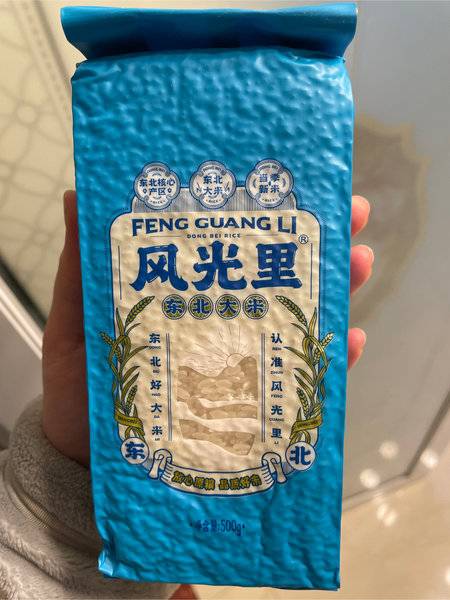 东北核心产区
东北大米
当季新米
FENG GUANG LI
DONG BEI RICE
风光里®
东北大米
东北好大米
认准风光里
东 北
净含量:500g